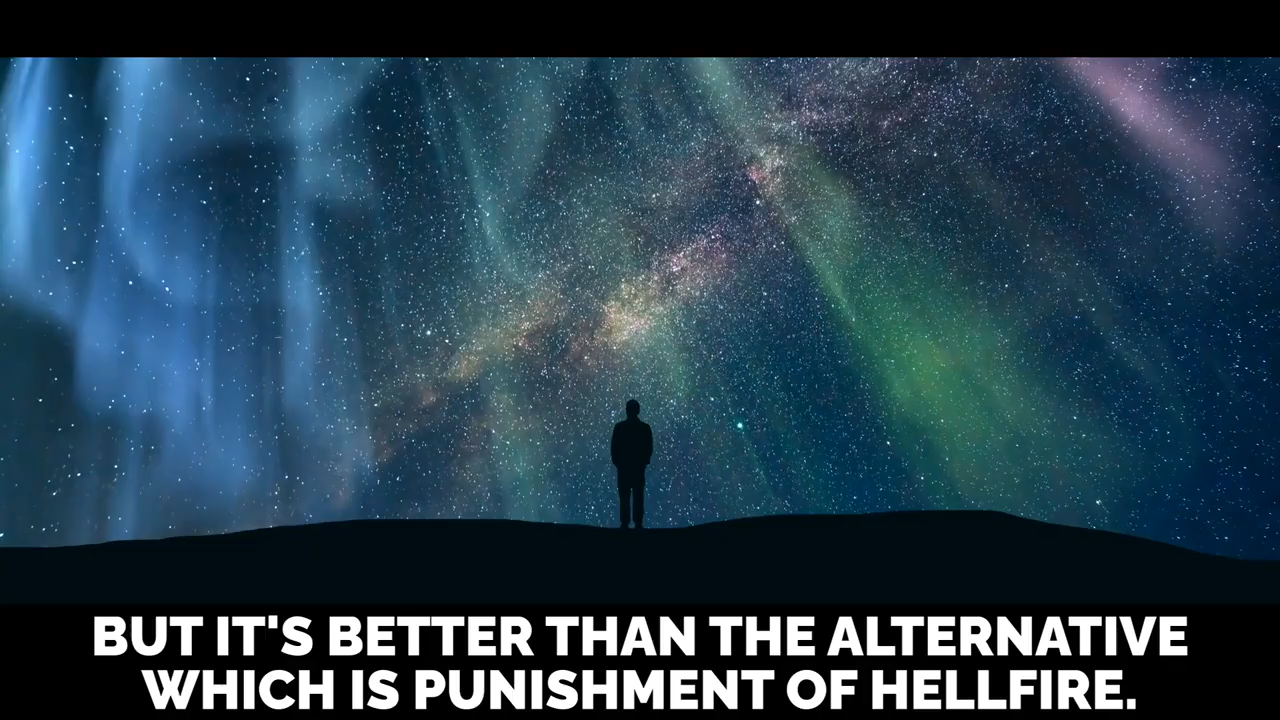 BUT IT'S BETTER THAN THE ALTERNATIVE
WHICH IS PUNISHMENT OF HELLFIRE.